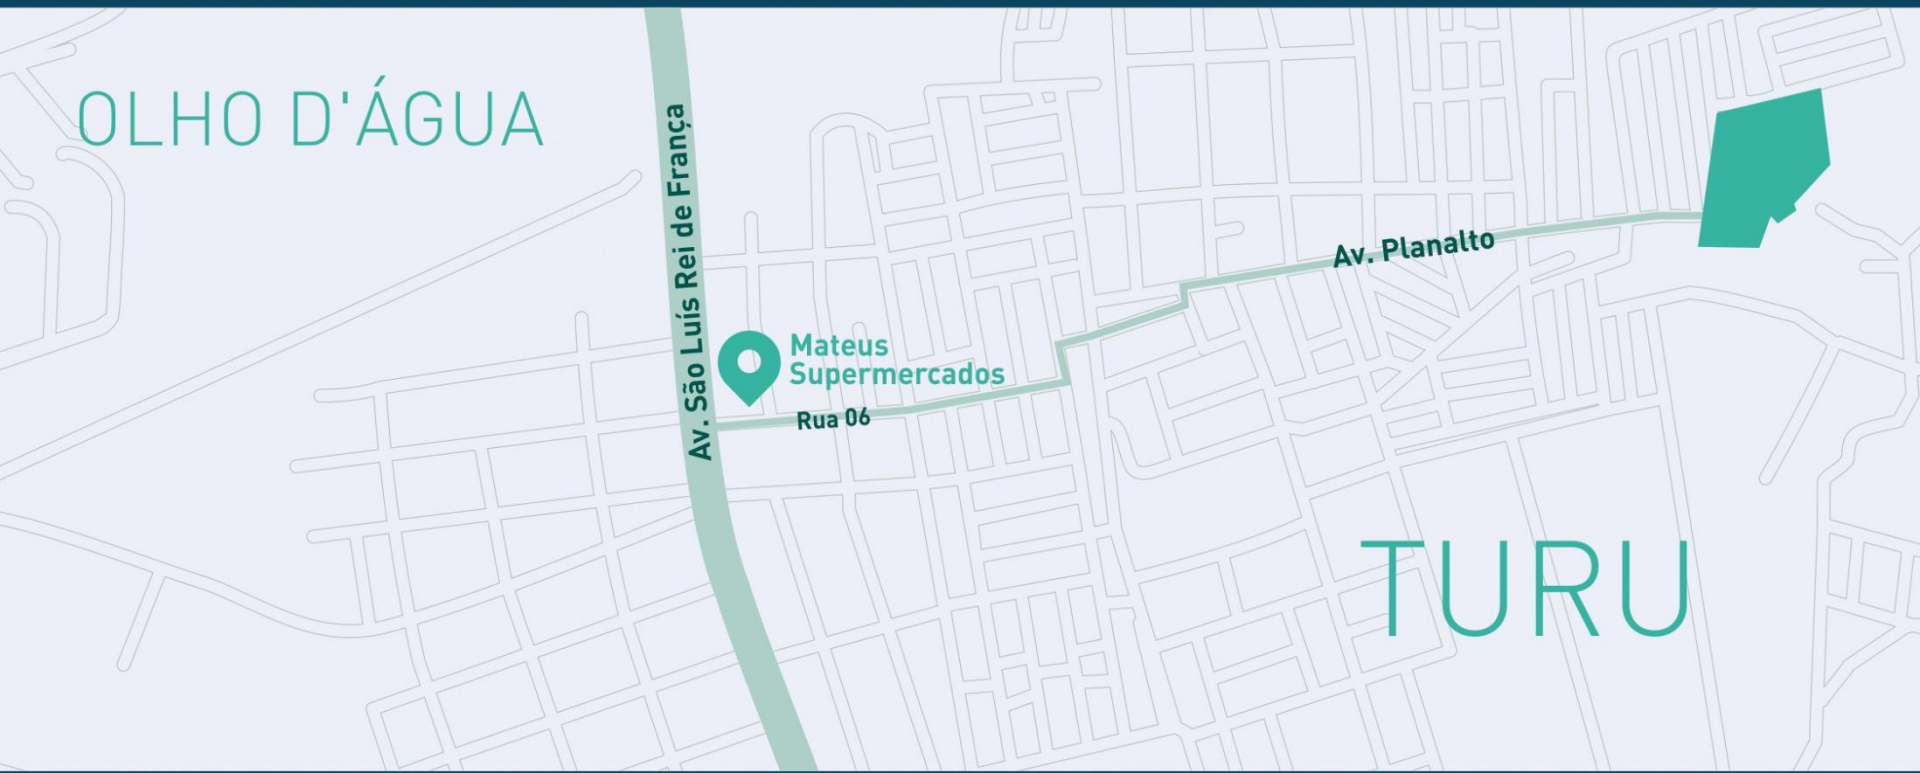 OLHO D'ÁGUA
Av. São Luís Rei de França
Av. Planalto
Mateus
Supermercados
Rua 06
TURU